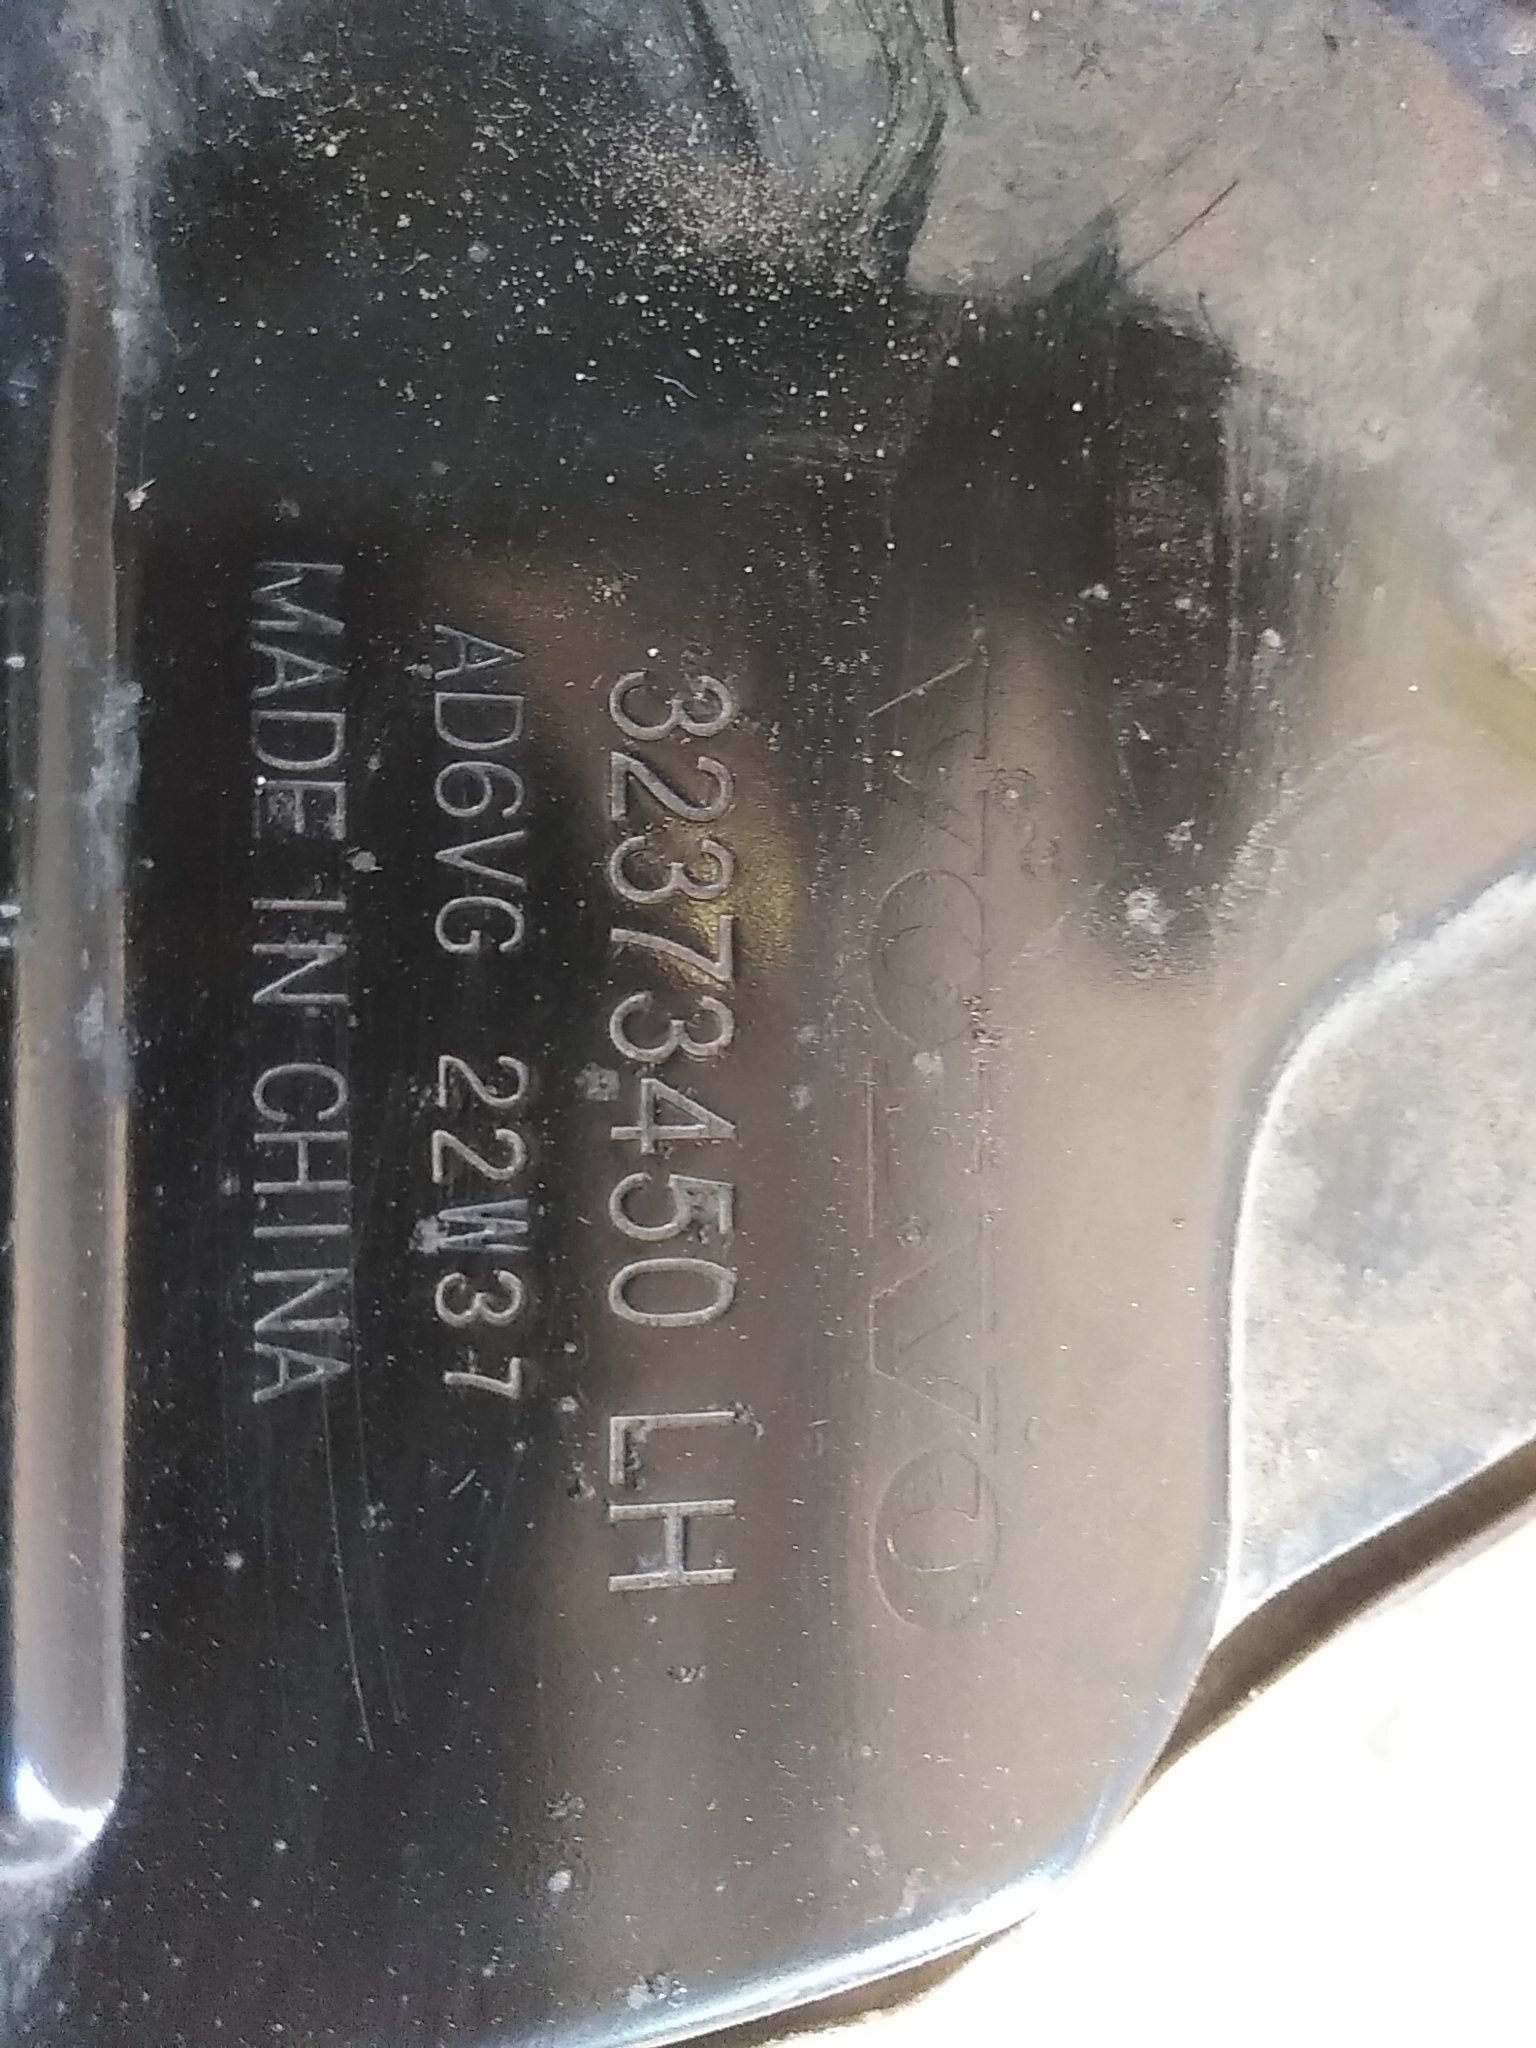 VOLVO
32373450 LH
AD6VG 22W37
MADE IN CHINA